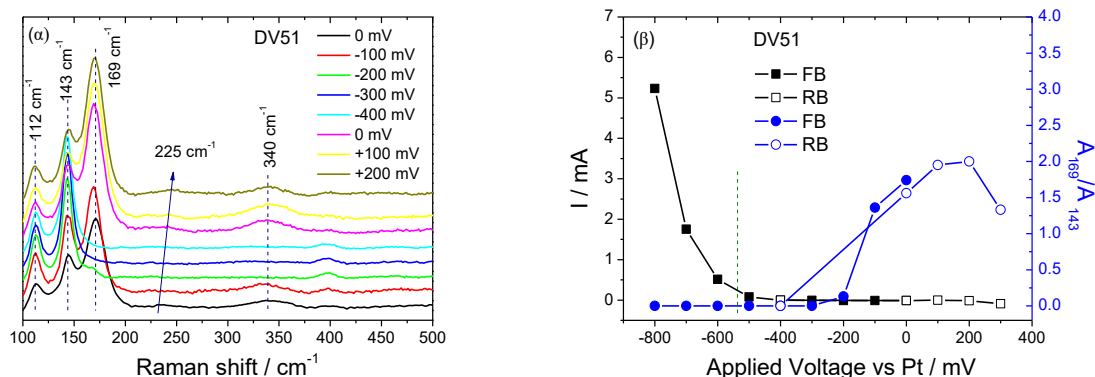 (α)
DV51
112 cm⁻¹
143 cm⁻¹
169 cm⁻¹
225 cm⁻¹
340 cm⁻¹
0 mV
-100 mV
-200 mV
-300 mV
-400 mV
0 mV
+100 mV
+200 mV
100 150 200 250 300 350 400 450 500
Raman shift / cm⁻¹
(β)
DV51
FB
RB
FB
RB
7
6
5
4
3
2
1
0
I / mA
4.0
3.5
3.0
2.5
2.0
1.5
1.0
0.5
0.0
A₁₆₉/A₁₄₃
-800 -600 -400 -200 0 200 400
Applied Voltage vs Pt / mV